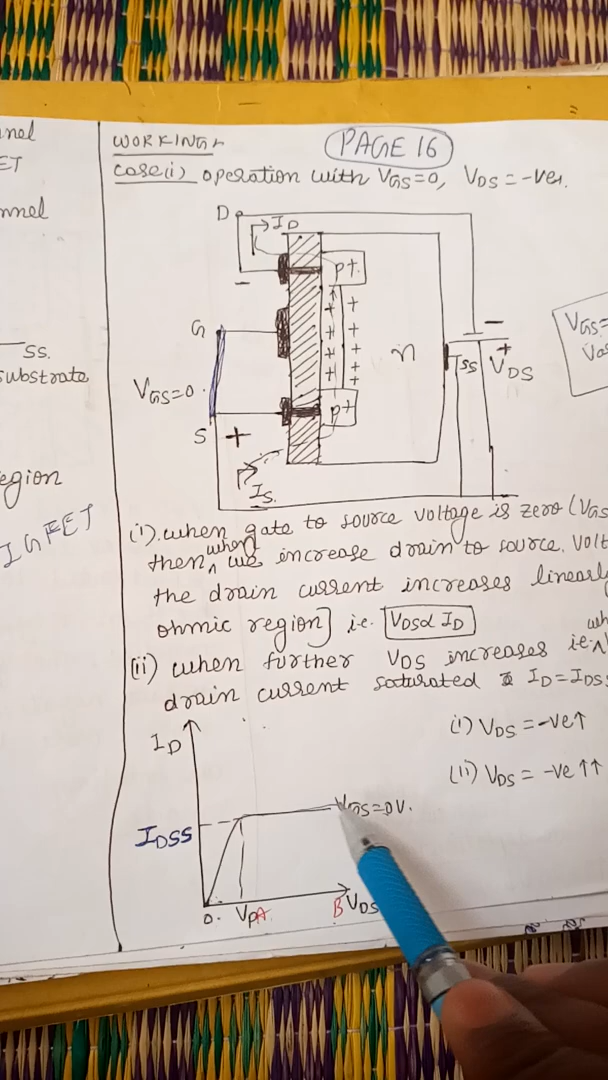 nnel
ET
nnel
SS.
substrate
egion
IGFET
WORKING:-
PAGE 16
case(i) operation with VGS=0, VDS=-ve.
D
ID
-
p+
G
+ +
+ +
+ +
+ +
+
n
-
+
SS
VDS
VGS=0.
p+
S +
IS.
VGS=
(i). when gate to source voltage is zero (VGS
then when we increase drain to source. volt
the drain current increases linearly
ohmic region] i.e. VDS∝ ID
(ii) when further VDS increases i.e. wh
drain current saturated ID=IDSS
(i) VDS = -ve↑
(ii) VDS = -ve ↑↑
ID
IDSS
VGS=0V.
0. VPA B VDS